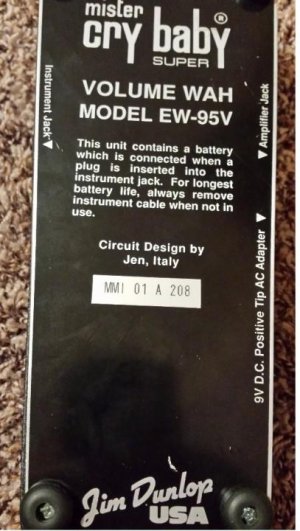 mister
cry baby
SUPER
VOLUME WAH
MODEL EW-95V
Instrument Jack▼
▼Amplifier Jack
This unit contains a battery
which is connected when a
plug is inserted into the
instrument jack. For longest
battery life, always remove
instrument cable when not in
use.
Circuit Design by
Jen, Italy
MM1 01 A 208
9V D.C. Positive Tip AC Adapter ▼
Jim Dunlop
USA